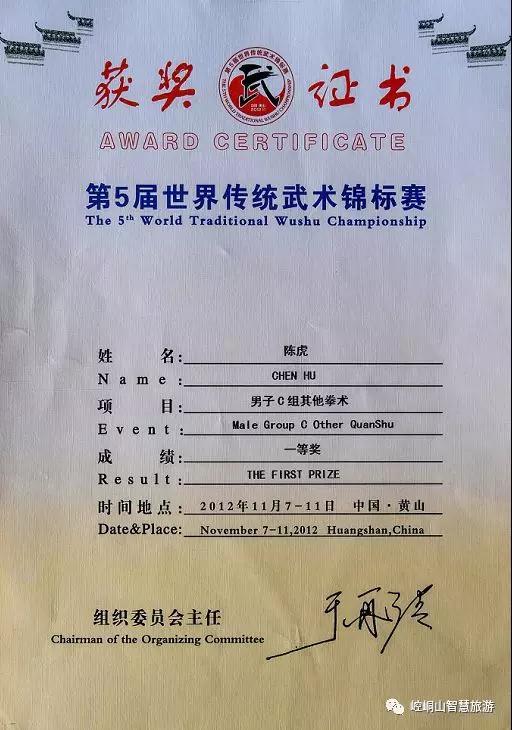 获奖 武 证书
AWARD CERTIFICATE
第5届世界传统武术锦标赛
The 5th World Traditional Wushu Championship
姓 名: 陈虎
Name: CHEN HU
项 目: 男子C组其他拳术
Event: Male Group C Other QuanShu
成 绩: 一等奖
Result: THE FIRST PRIZE
时间地点: 2012年11月7-11日 中国·黄山
Date&Place: November 7-11,2012 Huangshan,China
组织委员会主任
Chairman of the Organizing Committee
崆峒山智慧旅游